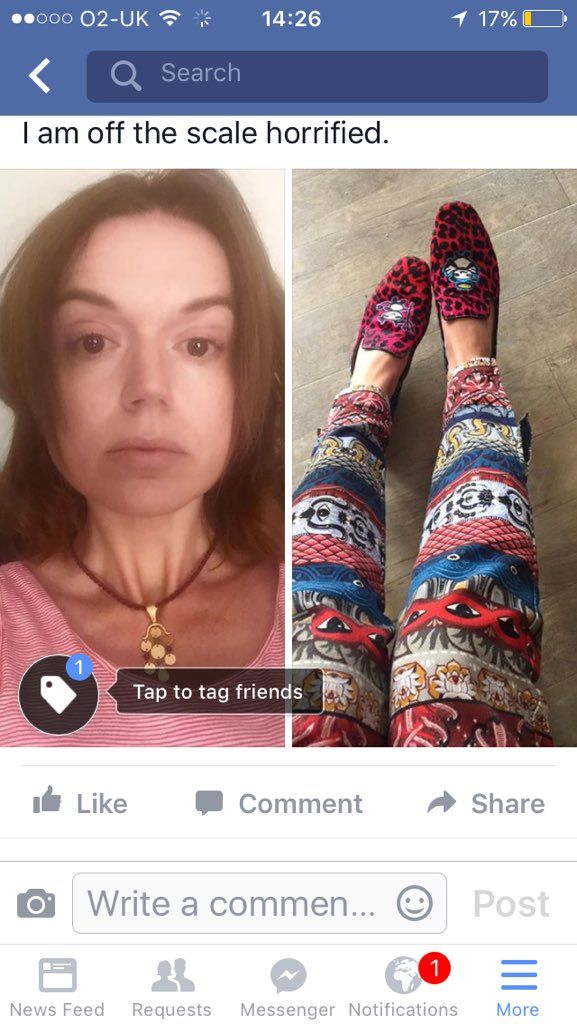 O2-UK 14:26 17%
Search
I am off the scale horrified.
1
Tap to tag friends
Like Comment Share
Write a commen... Post
1
News Feed Requests Messenger Notifications More